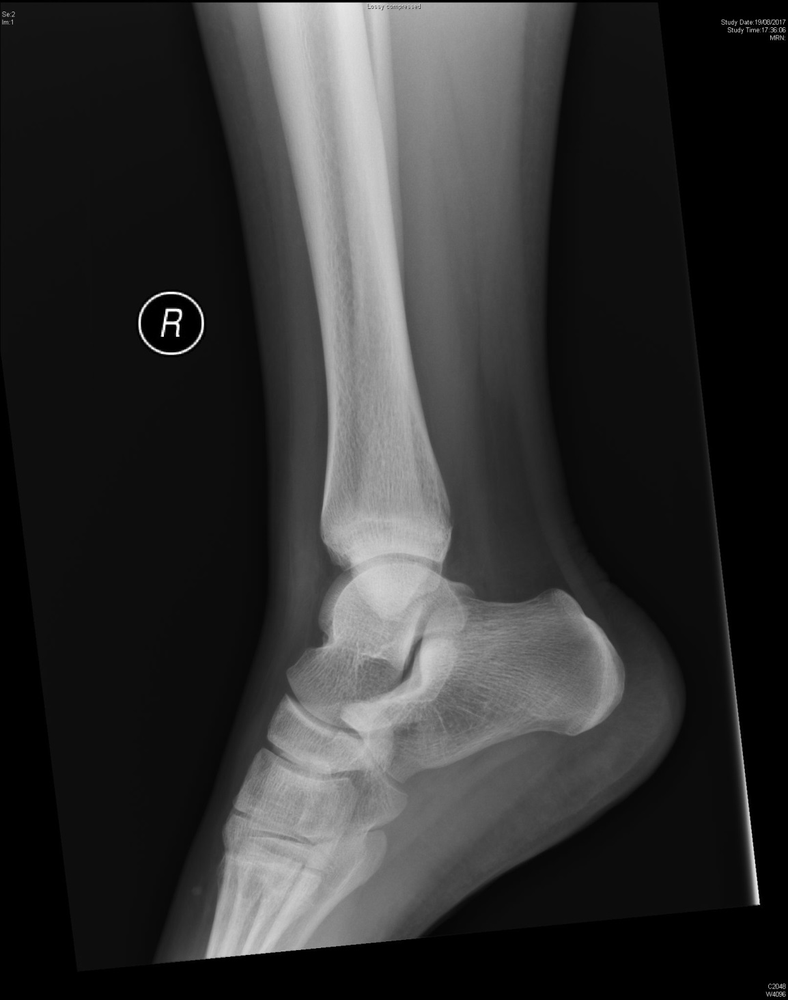 Lossy compressed
Se:2
Im:1
Study Date:19/08/2017
Study Time:17:36:06
MRN:
R
C2048
W4096